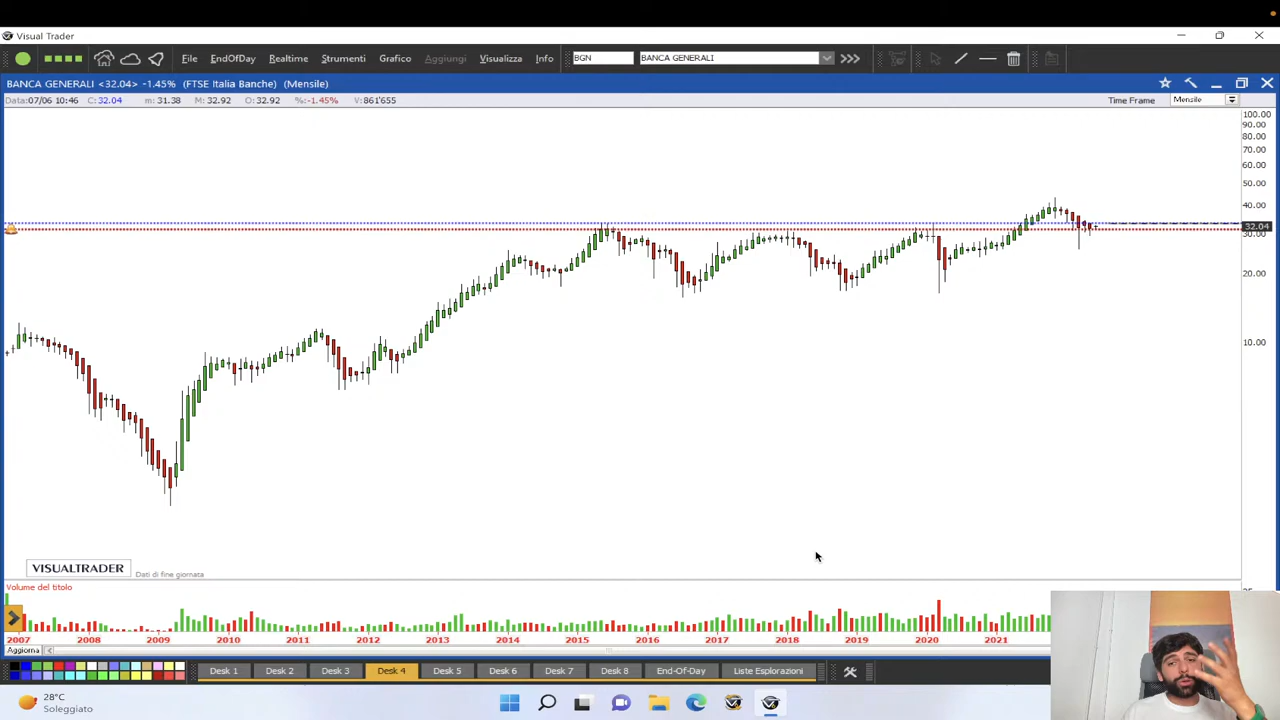 Visual Trader
File EndOfDay Realtime Strumenti Grafico Aggiungi Visualizza Info BGN BANCA GENERALI
BANCA GENERALI <32.04> -1.45% (FTSE Italia Banche) (Mensile)
Data:07/06 10:46 C: 32.04 m: 31.38 M: 32.92 O: 32.92 %:-1.45% V:861'655 Time Frame Mensile
100.00
90.00
80.00
70.00
60.00
50.00
40.00
32.04
30.00
20.00
10.00
VISUALTRADER Dati di fine giornata
Volume del titolo
2007 2008 2009 2010 2011 2012 2013 2014 2015 2016 2017 2018 2019 2020 2021
Aggiorna
Desk 1 Desk 2 Desk 3 Desk 4 Desk 5 Desk 6 Desk 7 Desk 8 End-Of-Day Liste Esplorazioni
28°C
Soleggiato